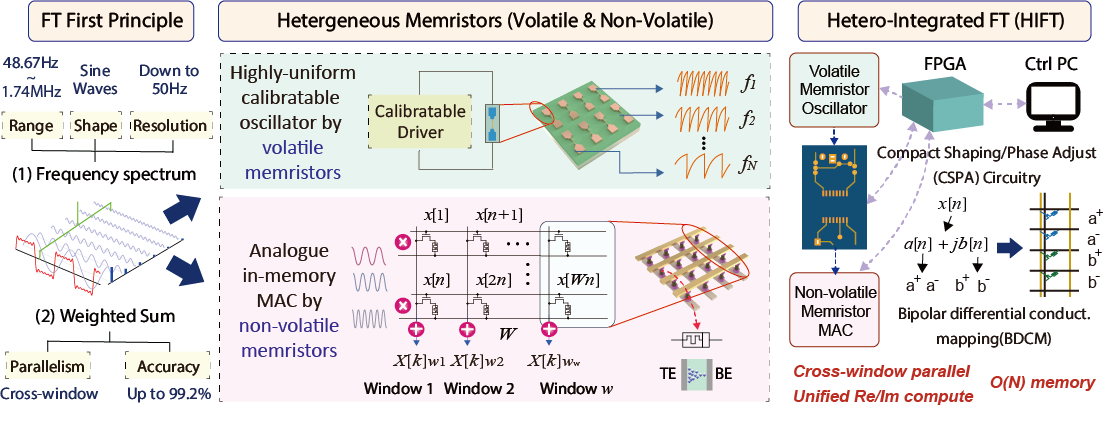 FT First Principle
48.67Hz
~
1.74MHz
Sine
Waves
Down to
50Hz
Range
Shape
Resolution
(1) Frequency spectrum
(2) Weighted Sum
Parallelism
Accuracy
Cross-window
Up to 99.2%
Hetergeneous Memristors (Volatile & Non-Volatile)
Highly-uniform
calibratable
oscillator by
volatile
memristors
Calibratable
Driver
f1
f2
fN
Analogue
in-memory
MAC by
non-volatile
memristors
x[1]
x[n+1]
x[n]
x[2n]
x[Wn]
W
X[k]w1
X[k]w2
X[k]ww
Window 1
Window 2
Window w
TE
BE
Hetero-Integrated FT (HIFT)
Volatile
Memristor
Oscillator
FPGA
Ctrl PC
Compact Shaping/Phase Adjust
(CSPA) Circuitry
x[n]
a[n] + jb[n]
a+ a- b+ b-
a+
a-
b+
b-
Non-volatile
Memristor
MAC
Bipolar differential conduct.
mapping(BDCM)
Cross-window parallel
Unified Re/Im compute
O(N) memory